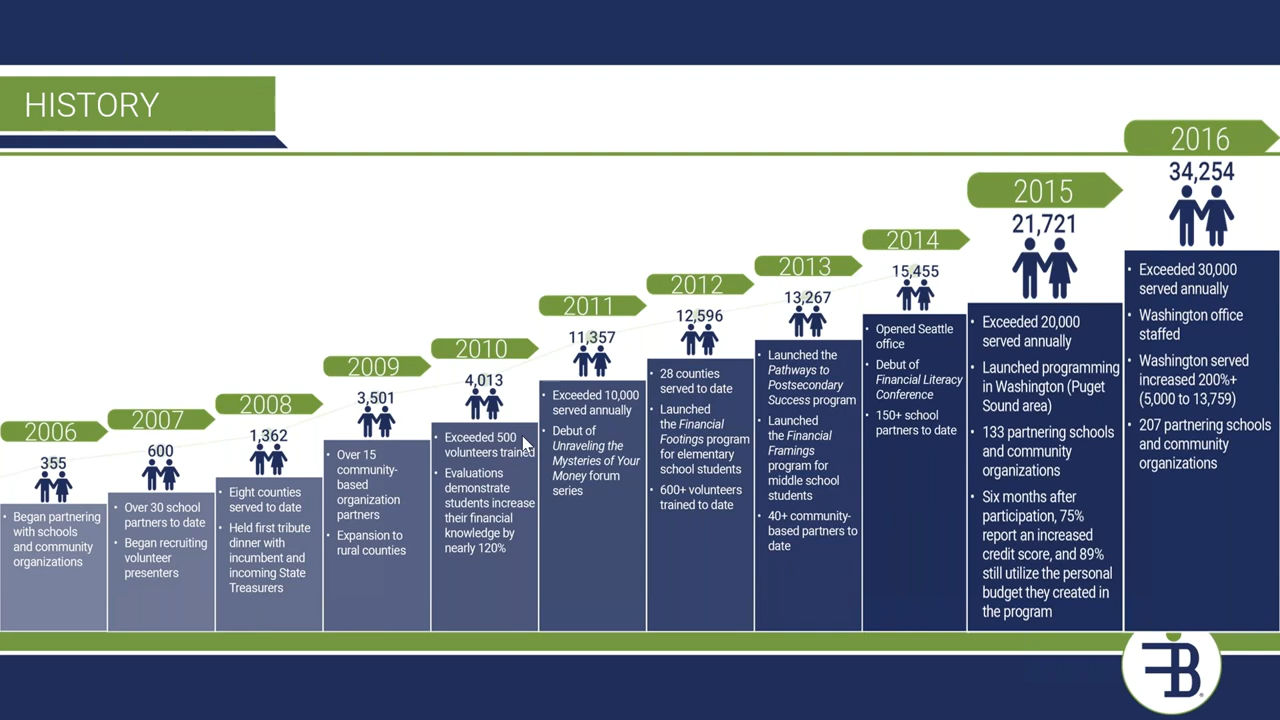 HISTORY
2006
355
Began partnering
with schools
and community
organizations
2007
600
Over 30 school
partners to date
Began recruiting
volunteer
presenters
2008
1,362
Eight counties
served to date
Held first tribute
dinner with
incumbent and
incoming State
Treasurers
2009
3,501
Over 15
community-
based
organization
partners
Expansion to
rural counties
2010
4,013
Exceeded 500
volunteers trained
Evaluations
demonstrate
students increase
their financial
knowledge by
nearly 120%
2011
11,357
Exceeded 10,000
served annually
Debut of
Unraveling the
Mysteries of Your
Money forum
series
2012
12,596
28 counties
served to date
Launched
the Financial
Footings program
for elementary
school students
600+ volunteers
trained to date
2013
13,267
Launched the
Pathways to
Postsecondary
Success program
Launched
the Financial
Framings
program for
middle school
students
40+ community-
based partners to
date
2014
15,455
Opened Seattle
office
Debut of
Financial Literacy
Conference
150+ school
partners to date
2015
21,721
Exceeded 20,000
served annually
Launched programming
in Washington (Puget
Sound area)
133 partnering schools
and community
organizations
Six months after
participation, 75%
report an increased
credit score, and 89%
still utilize the personal
budget they created in
the program
2016
34,254
Exceeded 30,000
served annually
Washington office
staffed
Washington served
increased 200%+
(5,000 to 13,759)
207 partnering schools
and community
organizations